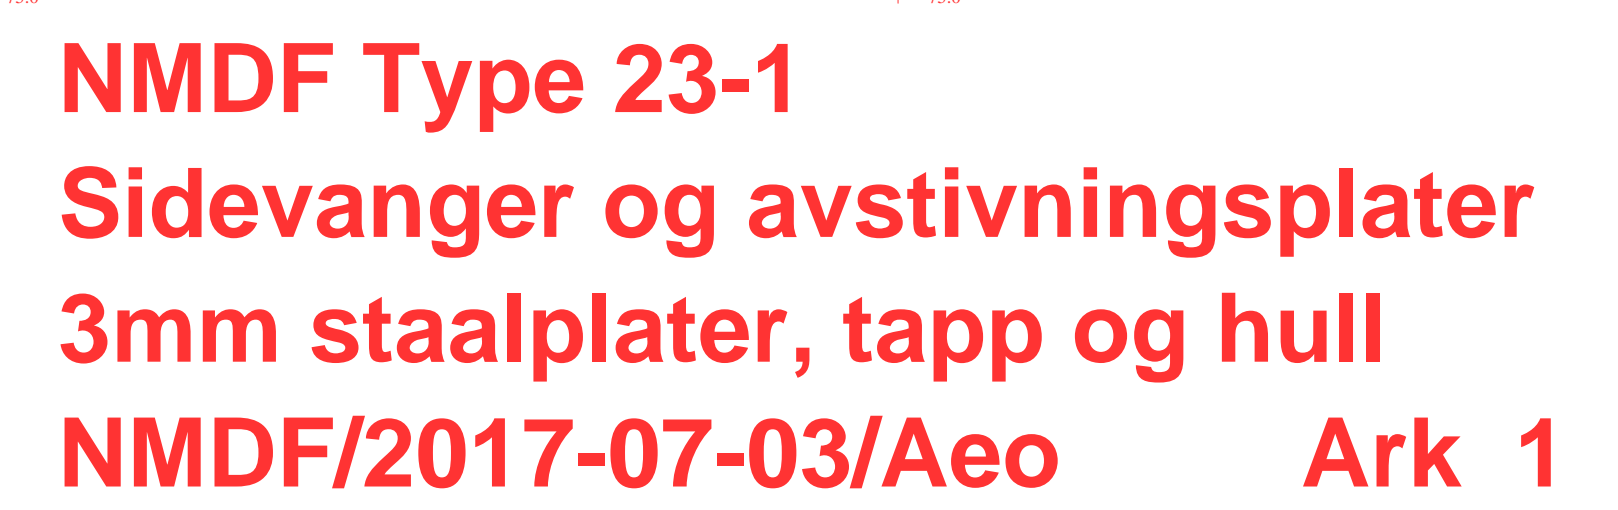 NMDF Type 23-1
Sidevanger og avstivningsplater
3mm staalplater, tapp og hull
NMDF/2017-07-03/Aeo Ark 1